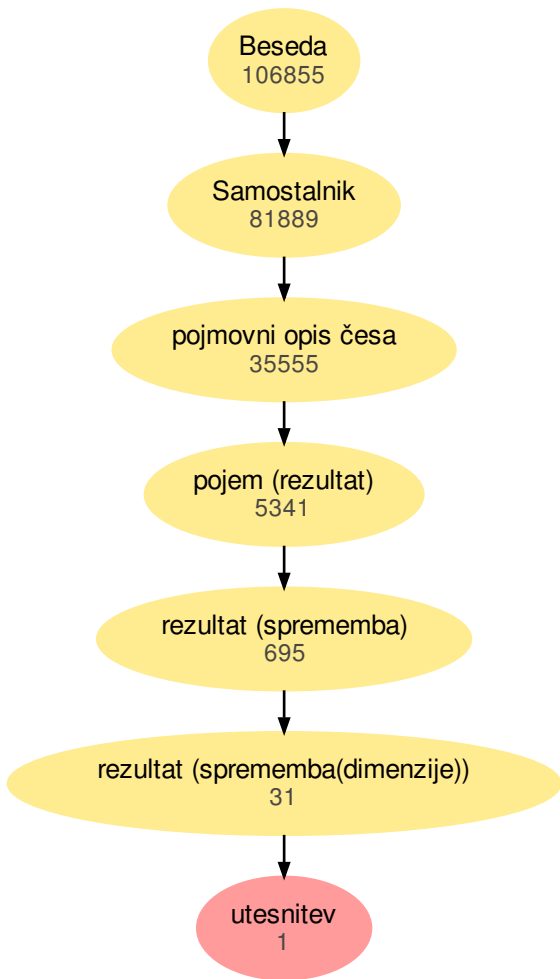 Beseda
106855
Samostalnik
81889
pojmovni opis česa
35555
pojem (rezultat)
5341
rezultat (sprememba)
695
rezultat (sprememba(dimenzije))
31
utesnitev
1